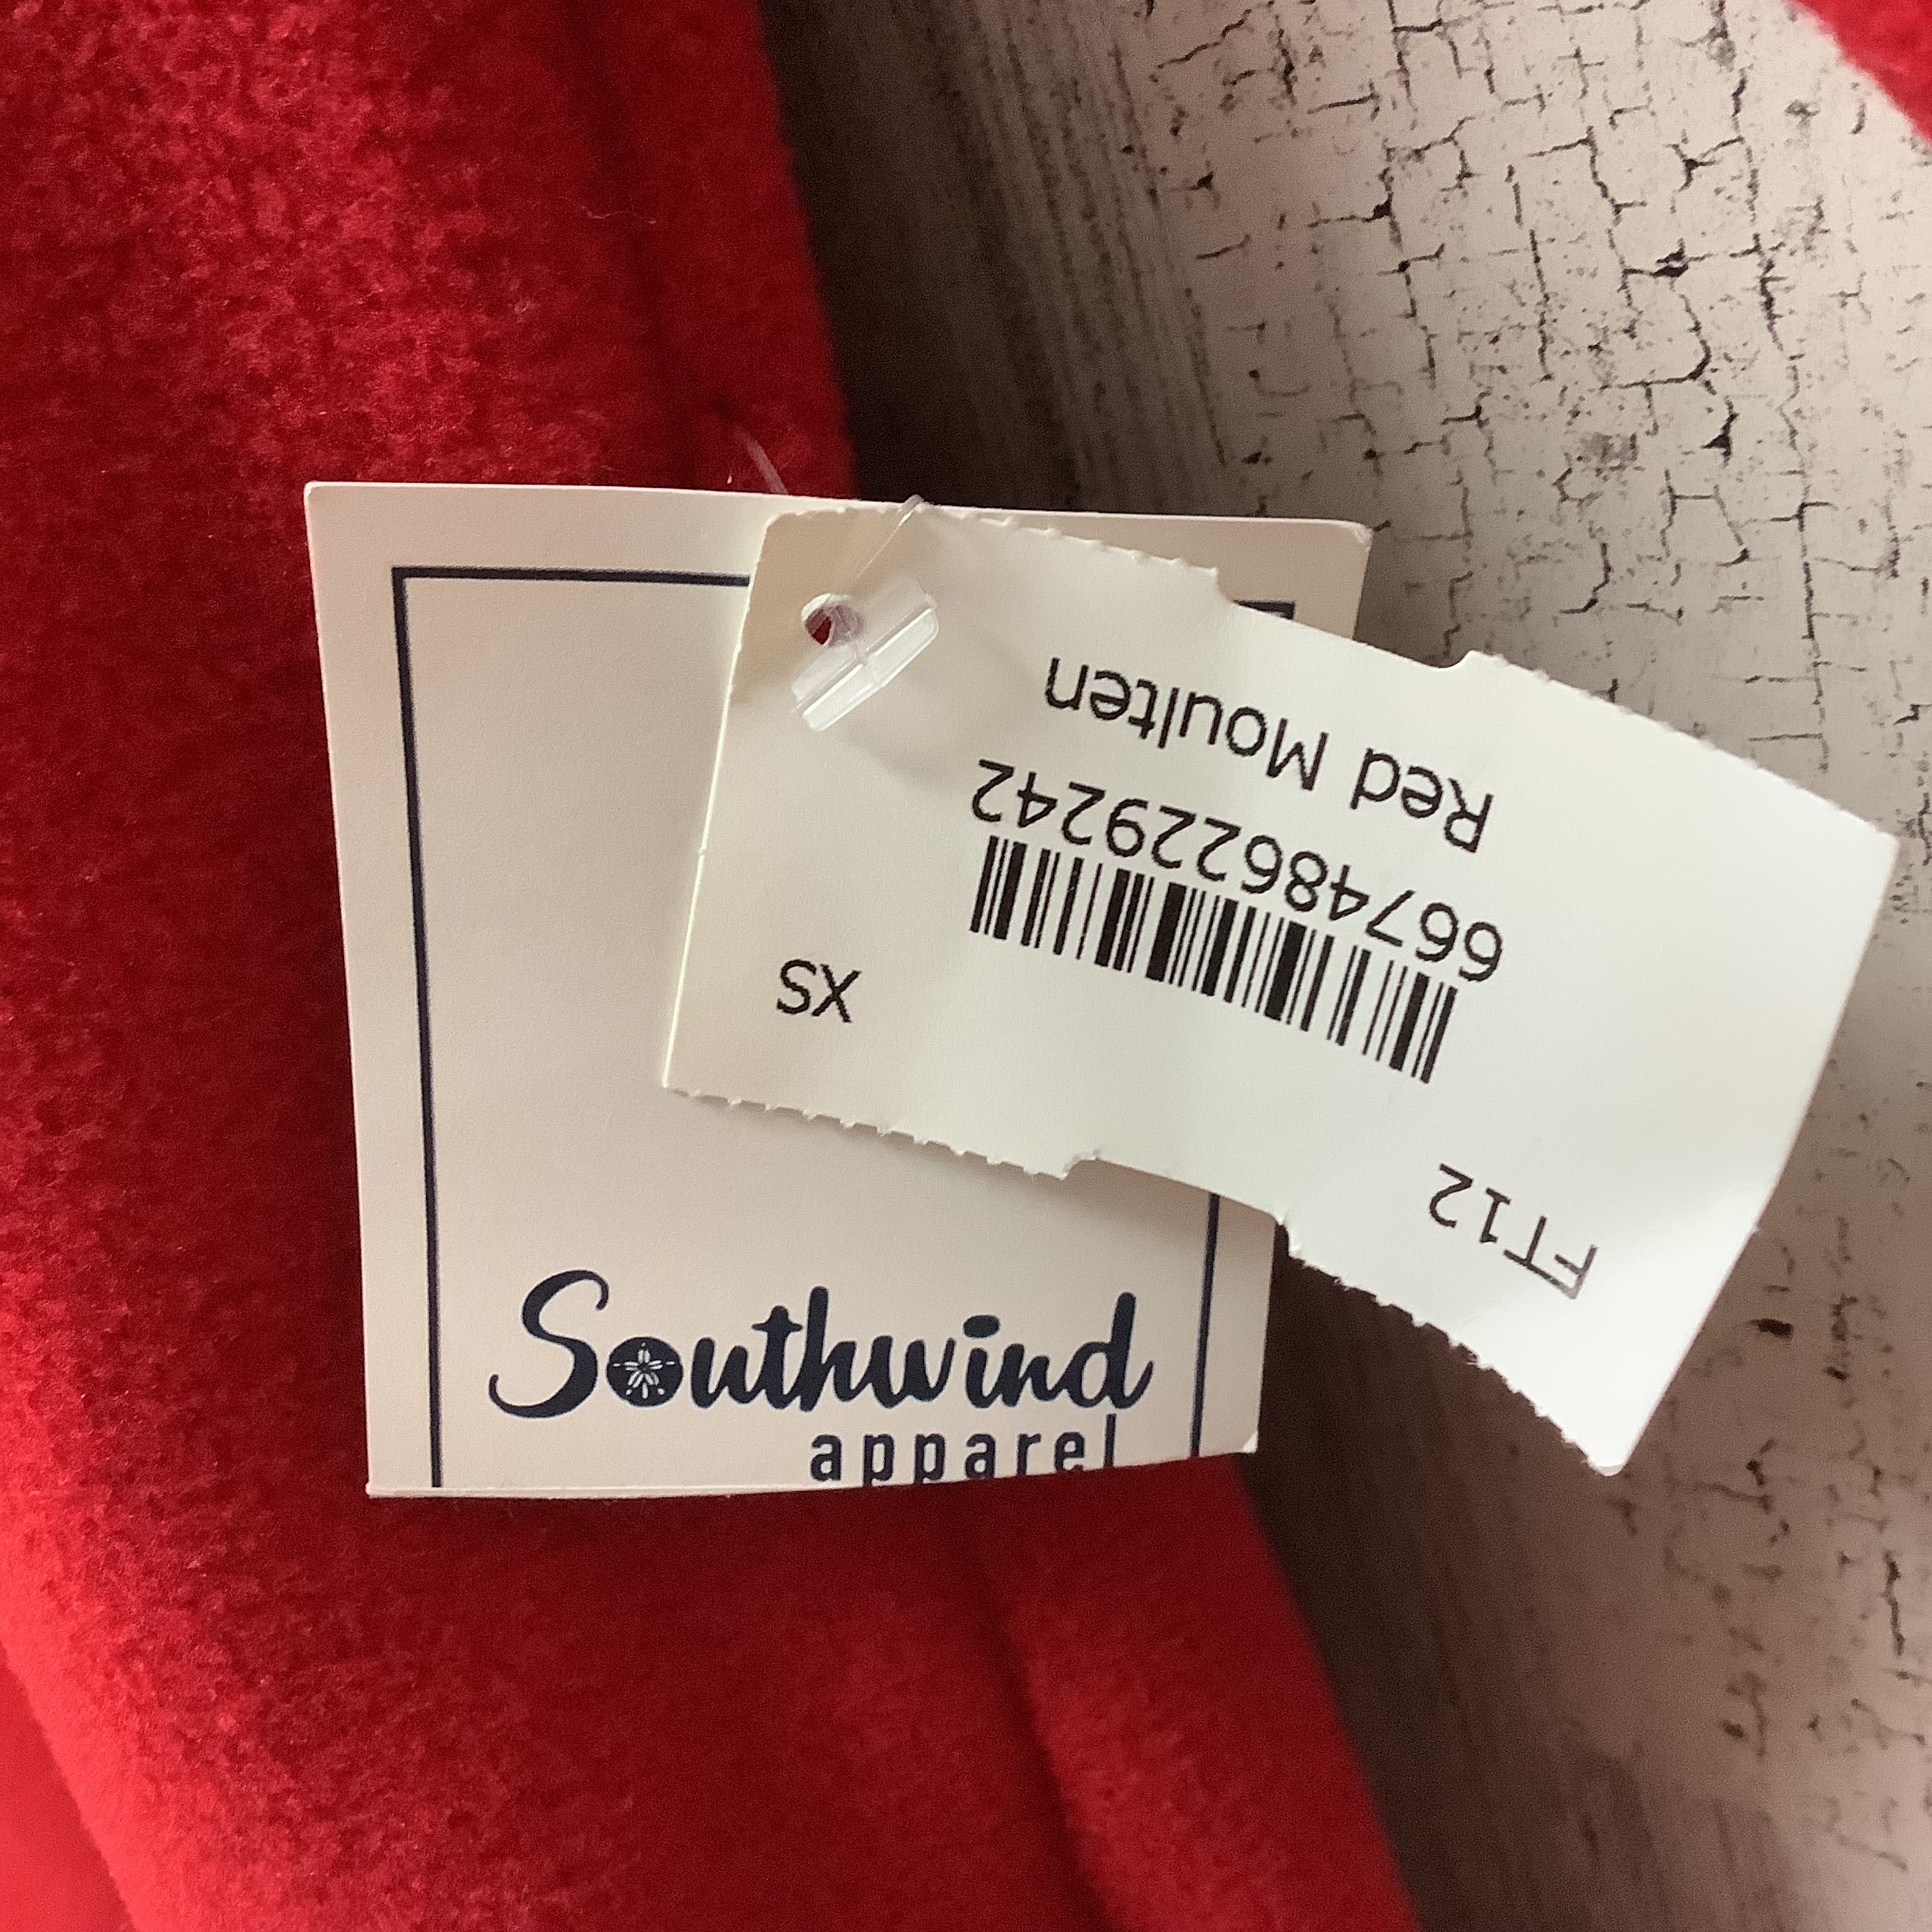 Southwind
apparel
FT12
XS
667486229242
Red Moulten